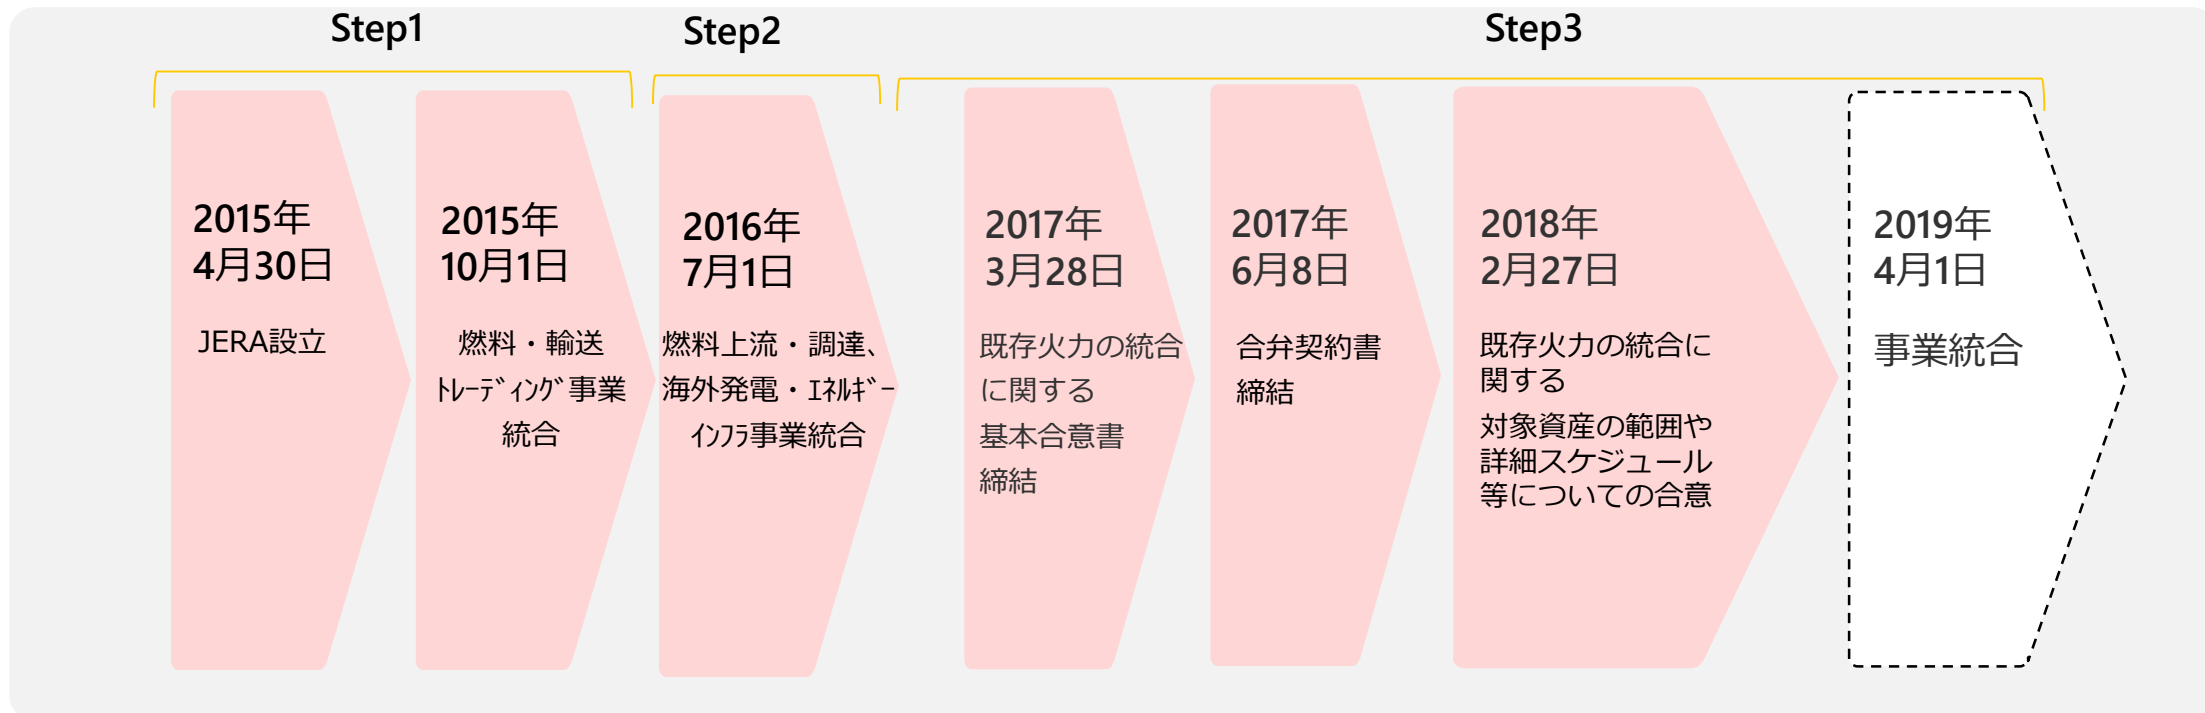 Step1
Step2
Step3
2015年
4月30日
JERA設立
2015年
10月1日
燃料・輸送
ﾄﾚｰﾃﾞｨﾝｸﾞ事業
統合
2016年
7月1日
燃料上流・調達、
海外発電・ｴﾈﾙｷﾞｰ
ｲﾝﾌﾗ事業統合
2017年
3月28日
既存火力の統合
に関する
基本合意書
締結
2017年
6月8日
合弁契約書
締結
2018年
2月27日
既存火力の統合に
関する
対象資産の範囲や
詳細スケジュール
等についての合意
2019年
4月1日
事業統合